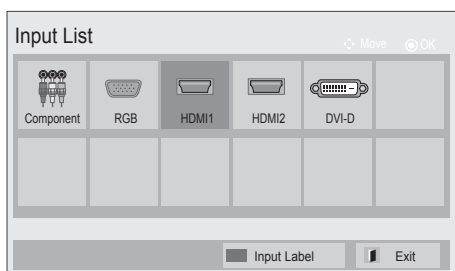 Input List
Move OK
Component RGB HDMI1 HDMI2 DVI-D
Input Label Exit